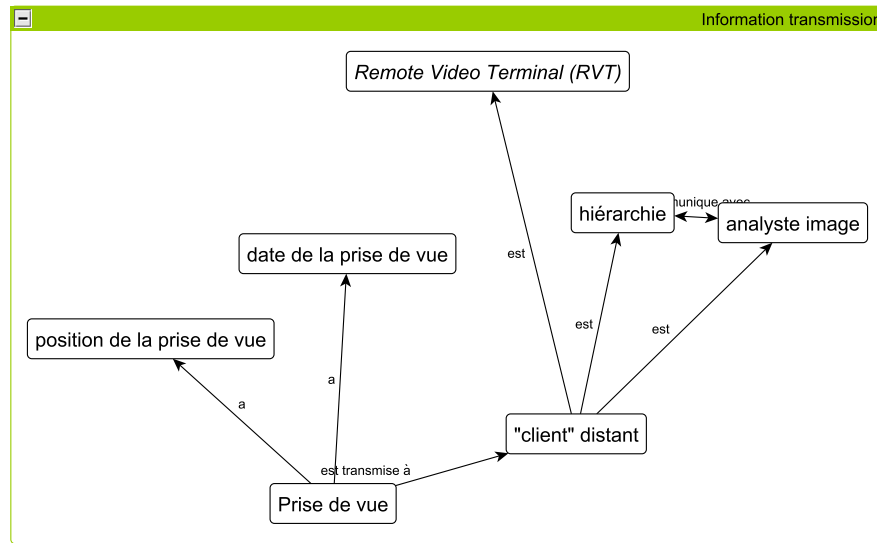 Information transmission
Remote Video Terminal (RVT)
hiérarchie
analyste image
est
date de la prise de vue
position de la prise de vue
est
est
a
a
"client" distant
est transmise à
Prise de vue